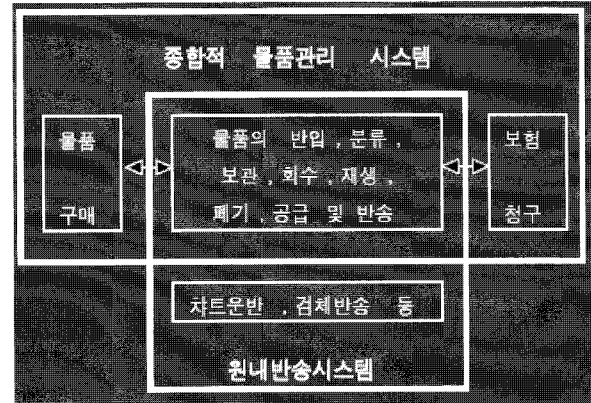 종합적 물품관리 시스템
물품
구매
물품의 반입 , 분류 ,
보관 , 회수 , 재생 ,
폐기 , 공급 및 반송
보험
청구
챠트운반 , 검체반송 등
원내반송시스템